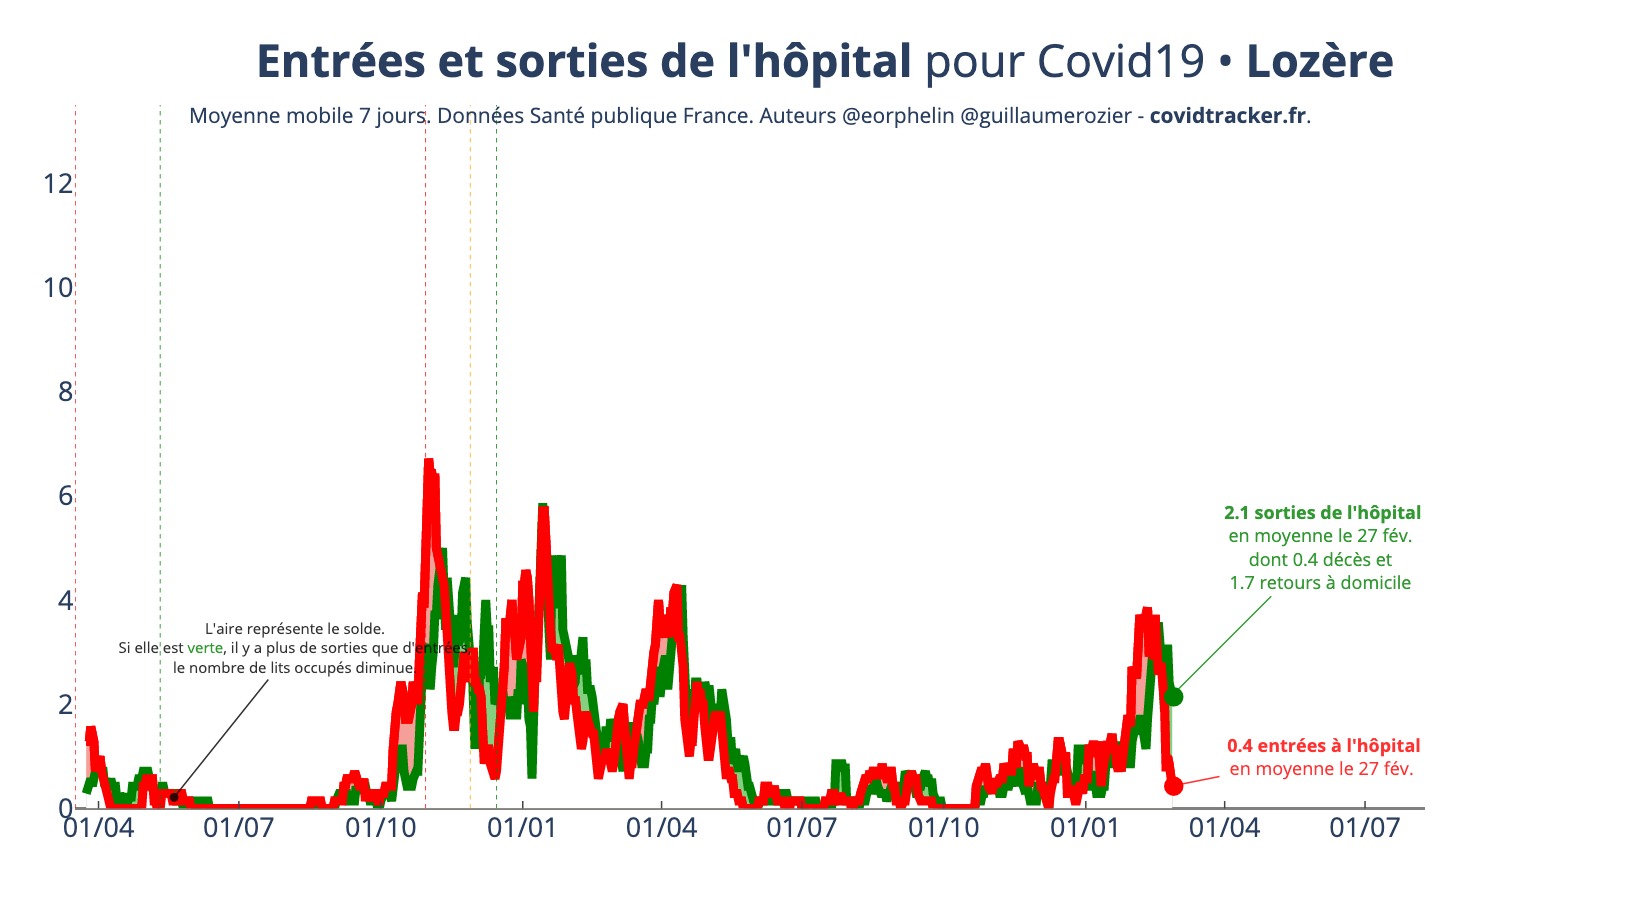 Entrées et sorties de l'hôpital pour Covid19 • Lozère
Moyenne mobile 7 jours. Données Santé publique France. Auteurs @eorphelin @guillaumerozier - covidtracker.fr.
12
10
8
6
4
2
0
L'aire représente le solde.
Si elle est verte, il y a plus de sorties que d'entrées,
le nombre de lits occupés diminue.
2.1 sorties de l'hôpital
en moyenne le 27 fév.
dont 0.4 décès et
1.7 retours à domicile
0.4 entrées à l'hôpital
en moyenne le 27 fév.
01/04 01/07 01/10 01/01 01/04 01/07 01/10 01/01 01/04 01/07